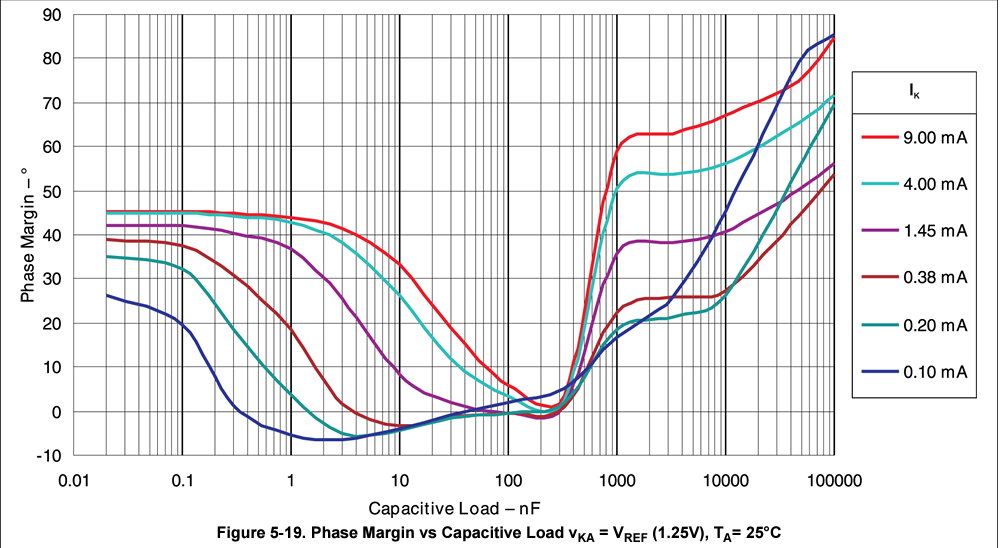 90
80
70
60
50
40
30
20
10
0
-10
Phase Margin – °
0.01 0.1 1 10 100 1000 10000 100000
Capacitive Load – nF
IK
9.00 mA
4.00 mA
1.45 mA
0.38 mA
0.20 mA
0.10 mA
Figure 5-19. Phase Margin vs Capacitive Load vKA = VREF (1.25V), TA= 25°C